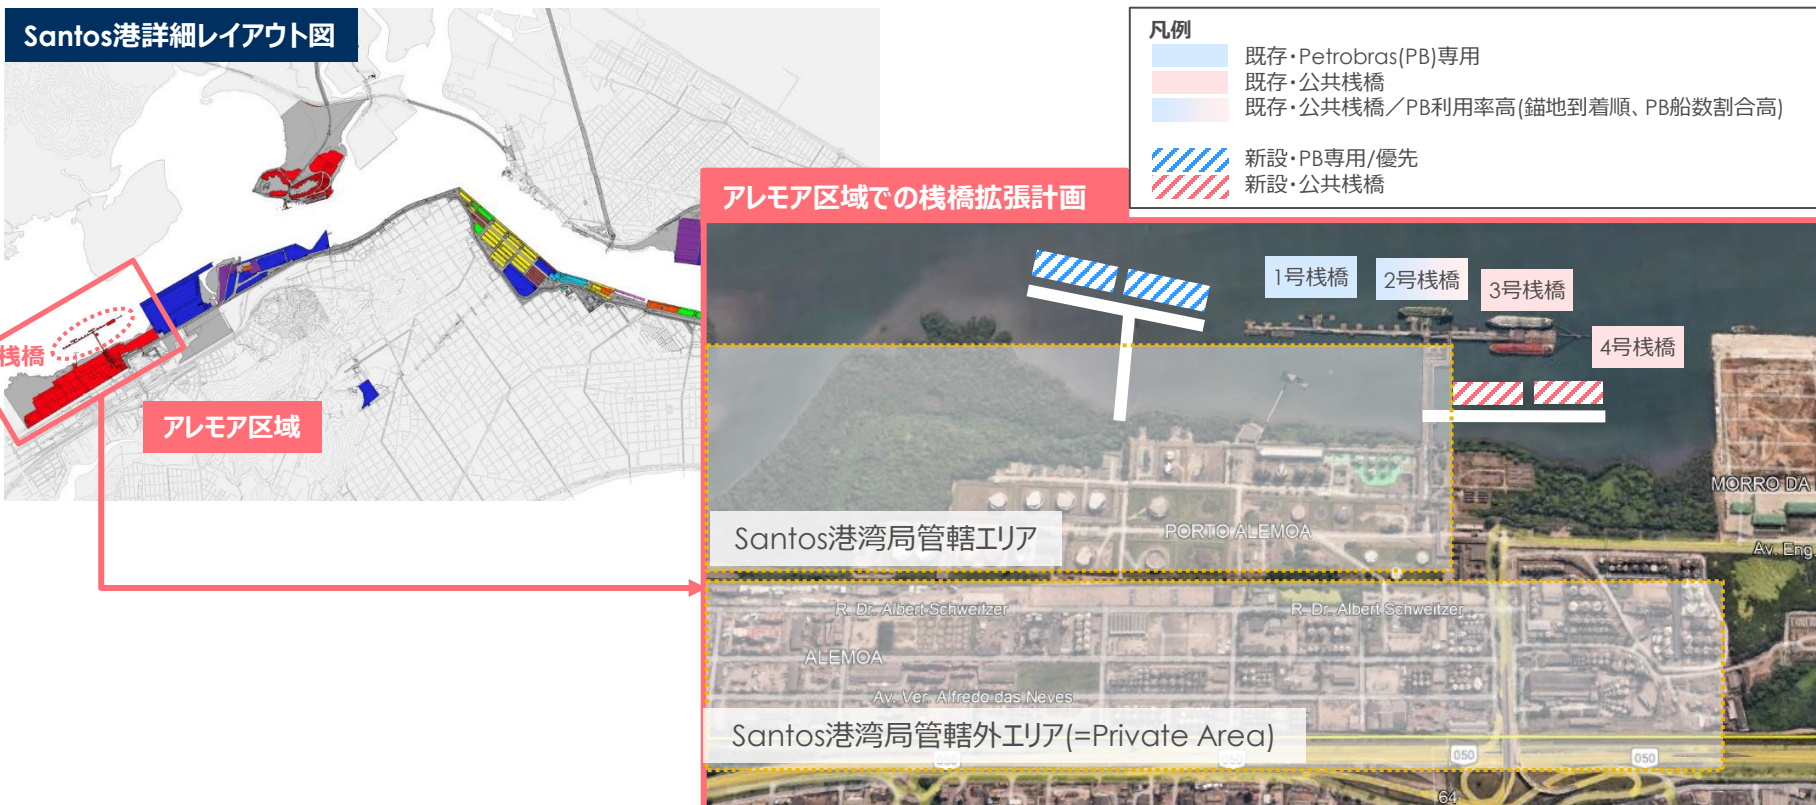 Santos港詳細レイアウト図
凡例
既存・Petrobras(PB)専用
既存・公共桟橋
既存・公共桟橋／PB利用率高(錨地到着順、PB船数割合高)
新設・PB専用/優先
新設・公共桟橋
アレモア区域での桟橋拡張計画
1号桟橋
2号桟橋
3号桟橋
4号桟橋
桟橋
アレモア区域
MORRO DA
Santos港湾局管轄エリア
PORTO ALEMOA
Av. Eng.
R. Dr. Albert Schweitzer
R. Dr. Albert Schweitzer
ALEMOA
Av. Ver. Alfredo das Neves
Santos港湾局管轄外エリア(=Private Area)
050
050
050
050
64